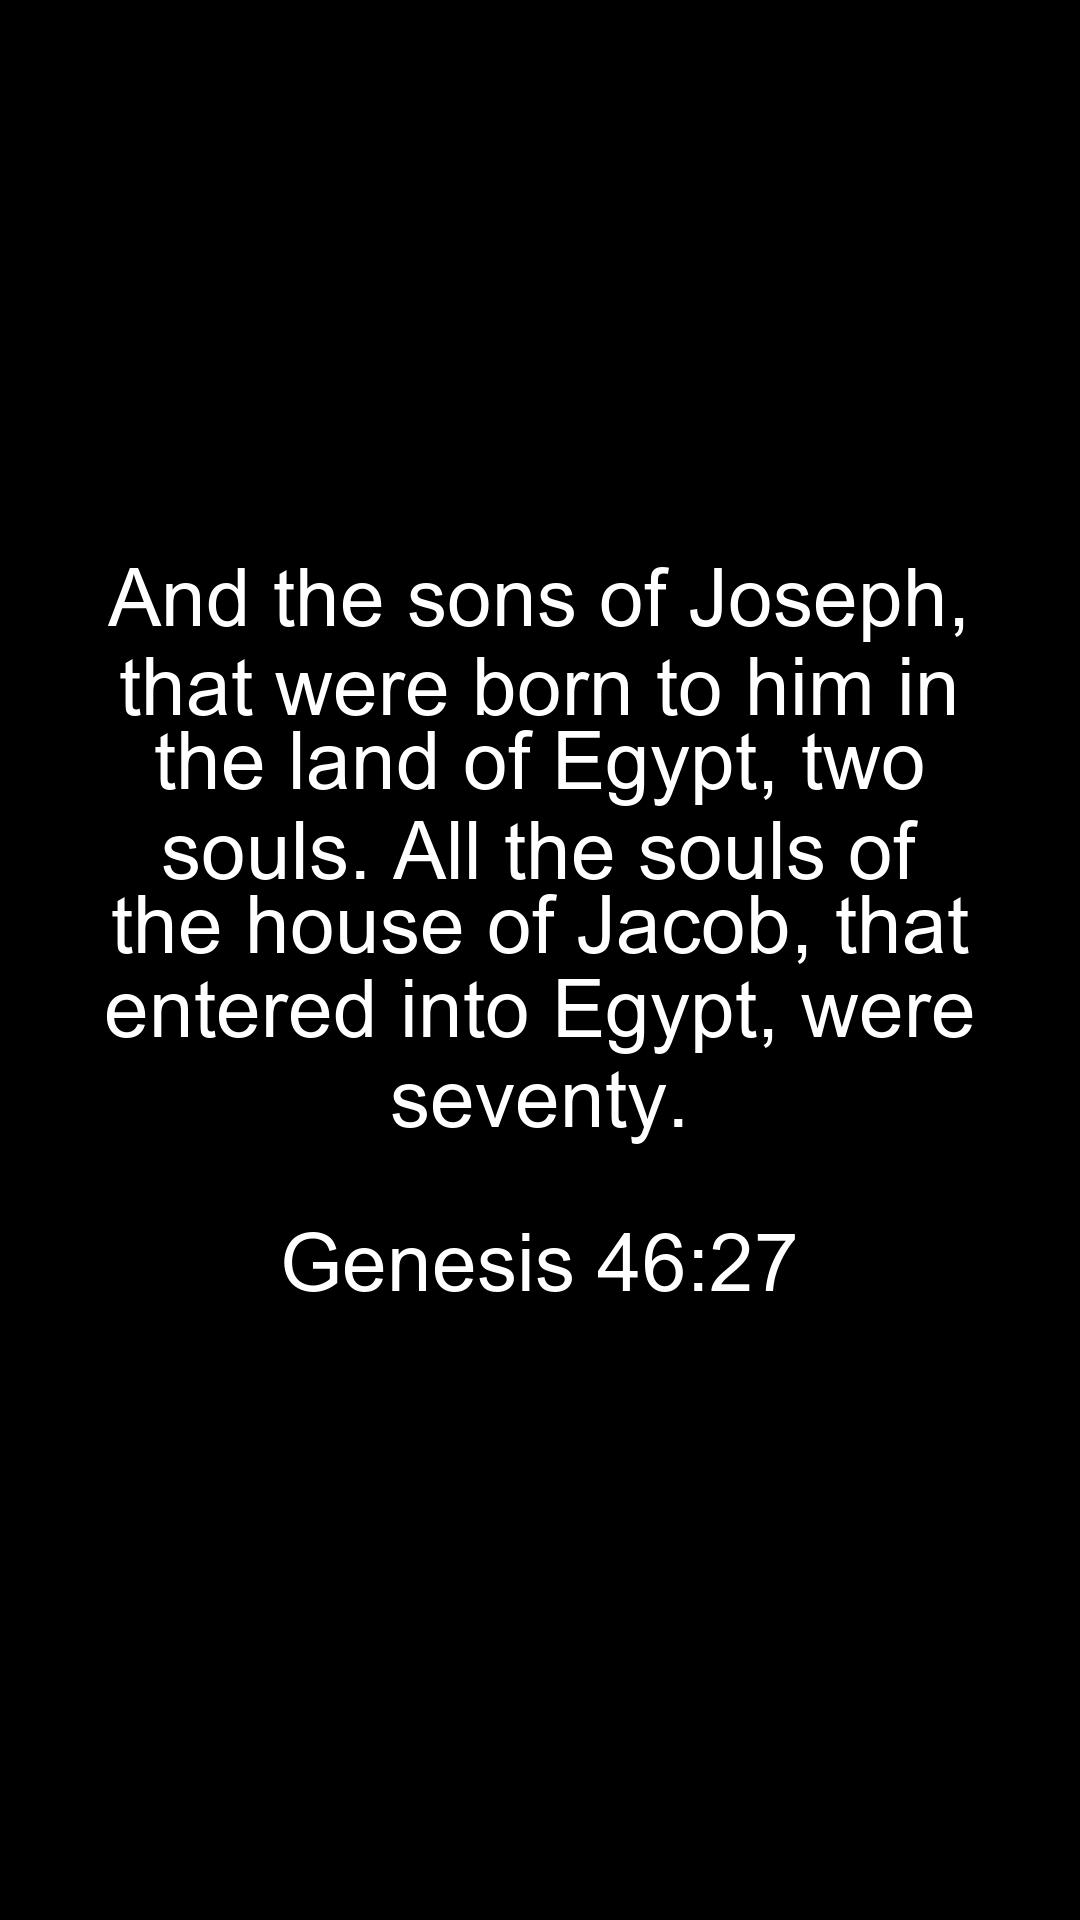 And the sons of Joseph,
that were born to him in
the land of Egypt, two
souls. All the souls of
the house of Jacob, that
entered into Egypt, were
seventy.
Genesis 46:27